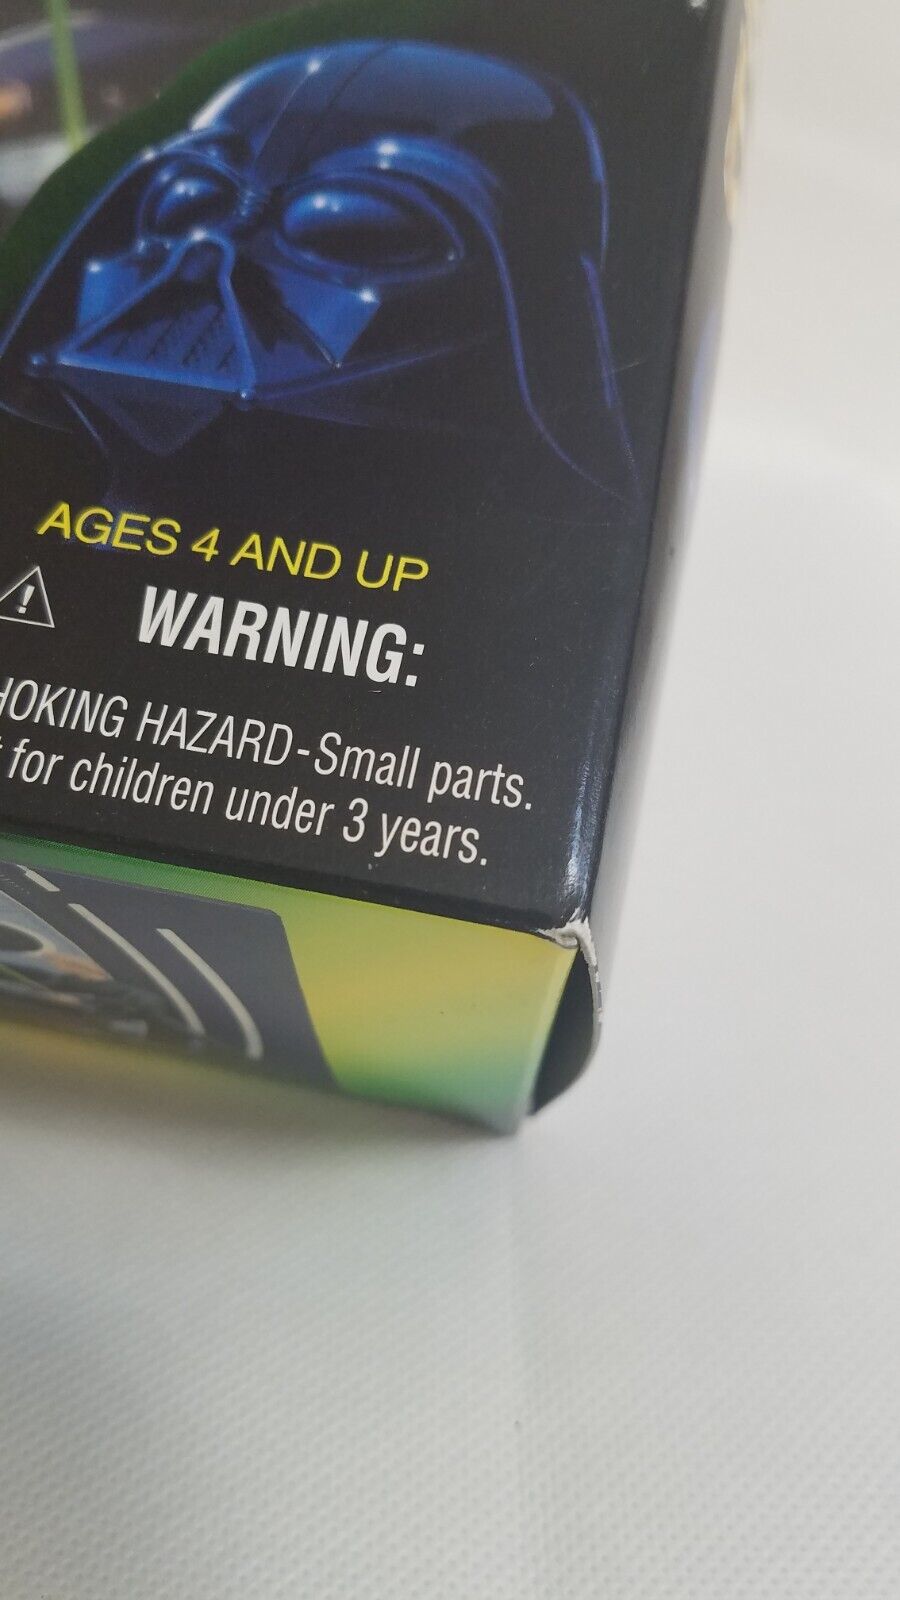 AGES 4 AND UP
WARNING:
HOKING HAZARD-Small parts.
for children under 3 years.